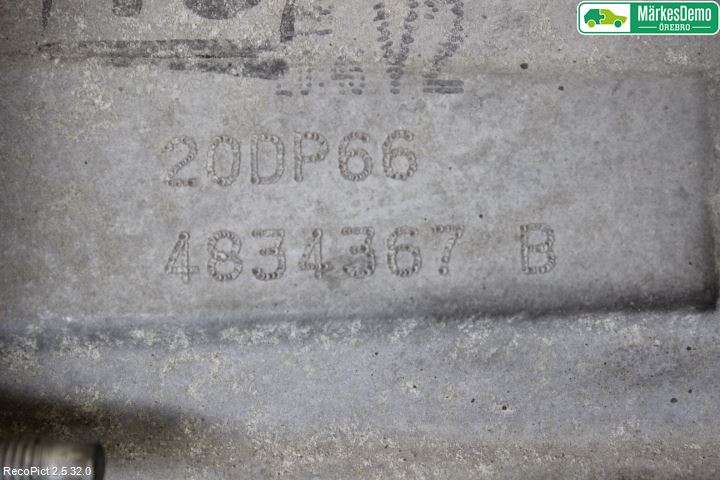 MärkesDemo
ÖREBRO
20DP66
4834367 B
RecoPict 2.5.32.0